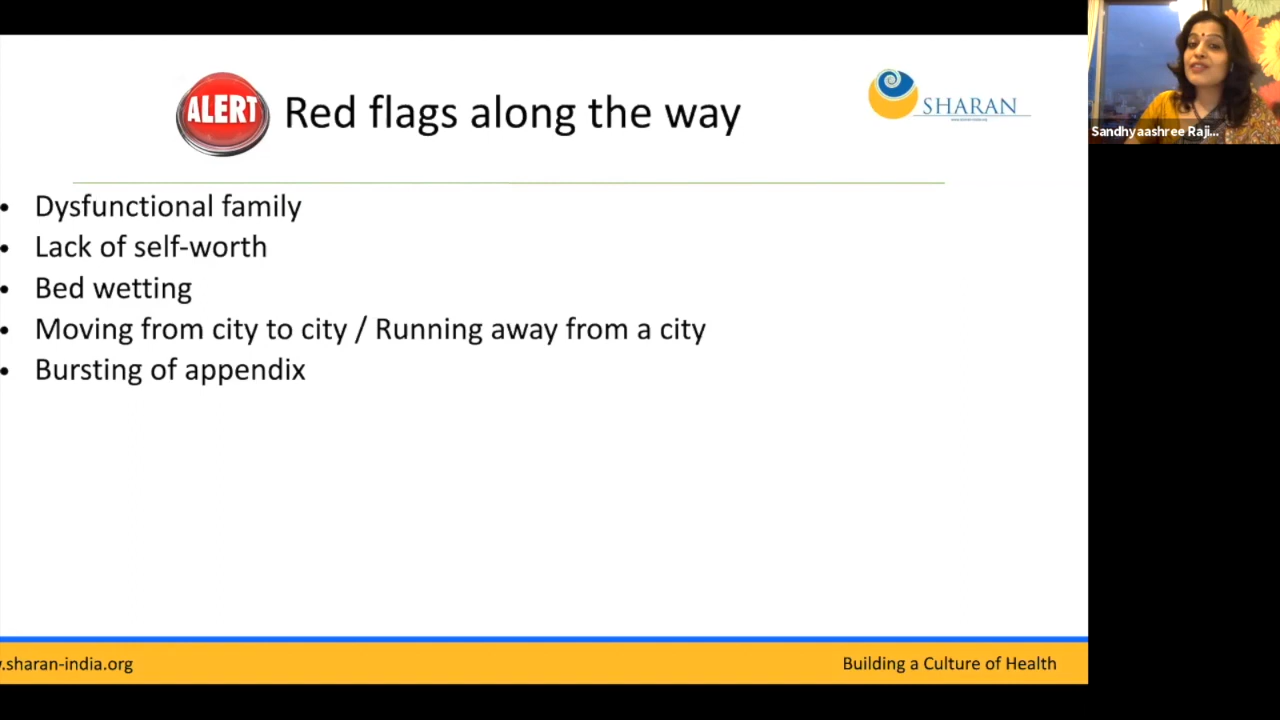 ALERT
Red flags along the way
SHARAN
Sandhyaashree Raji...
• Dysfunctional family
• Lack of self-worth
• Bed wetting
• Moving from city to city / Running away from a city
• Bursting of appendix
.sharan-india.org
Building a Culture of Health